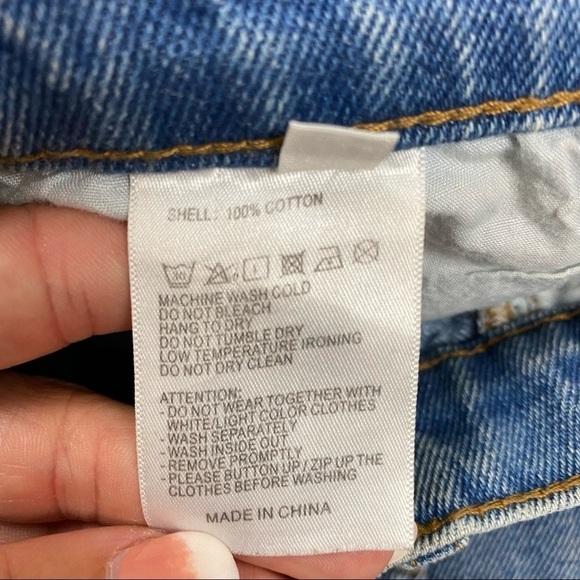 SHELL: 100% COTTON
MACHINE WASH COLD
DO NOT BLEACH
HANG TO DRY
DO NOT TUMBLE DRY
LOW TEMPERATURE IRONING
DO NOT DRY CLEAN
ATTENTION:
- DO NOT WEAR TOGETHER WITH
WHITE/LIGHT COLOR CLOTHES
- WASH SEPARATELY
- WASH INSIDE OUT
- REMOVE PROMPTLY
- PLEASE BUTTON UP / ZIP UP THE
CLOTHES BEFORE WASHING
MADE IN CHINA